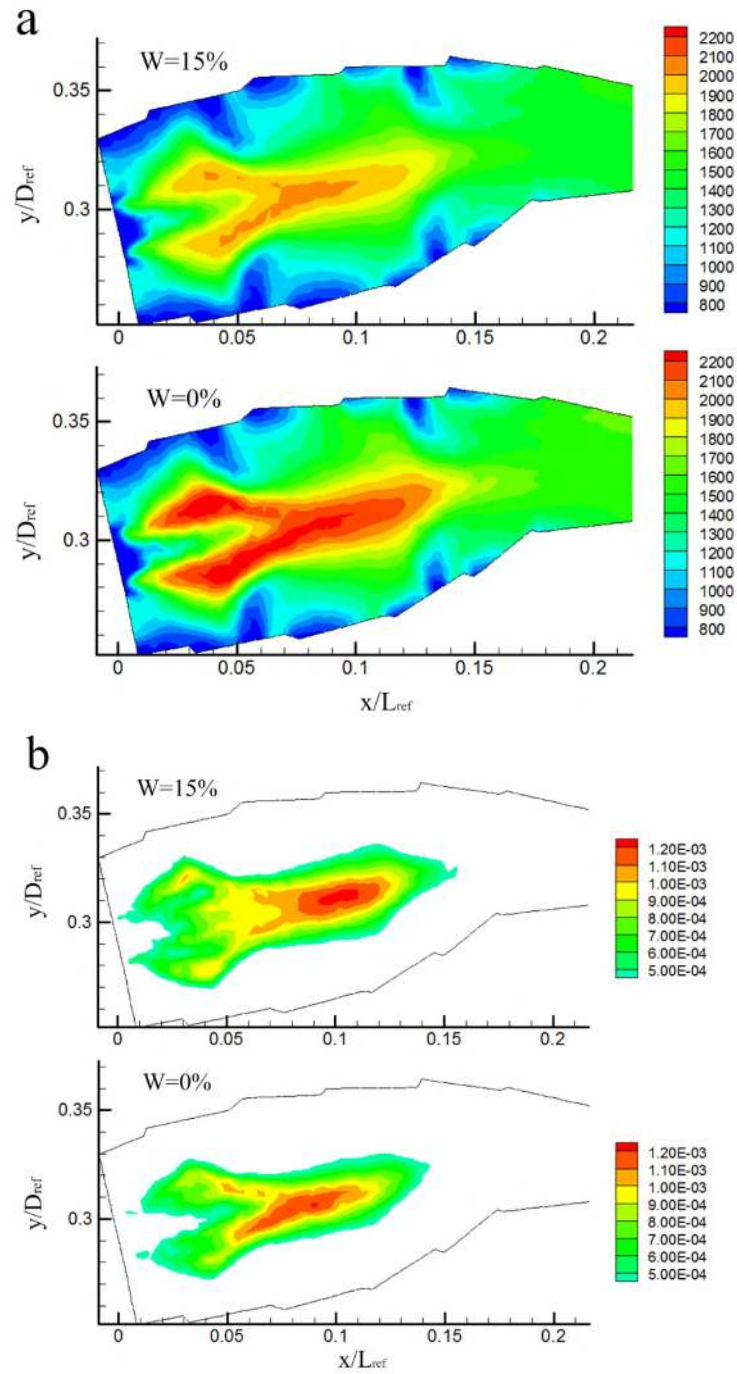 a
W=15%
y/Dref
0.35
0.3
0 0.05 0.1 0.15 0.2
2200
2100
2000
1900
1800
1700
1600
1500
1400
1300
1200
1100
1000
900
800
W=0%
y/Dref
0.35
0.3
0 0.05 0.1 0.15 0.2
x/Lref
2200
2100
2000
1900
1800
1700
1600
1500
1400
1300
1200
1100
1000
900
800
b
W=15%
y/Dref
0.35
0.3
0 0.05 0.1 0.15 0.2
1.20E-03
1.10E-03
1.00E-03
9.00E-04
8.00E-04
7.00E-04
6.00E-04
5.00E-04
W=0%
y/Dref
0.35
0.3
0 0.05 0.1 0.15 0.2
x/Lref
1.20E-03
1.10E-03
1.00E-03
9.00E-04
8.00E-04
7.00E-04
6.00E-04
5.00E-04